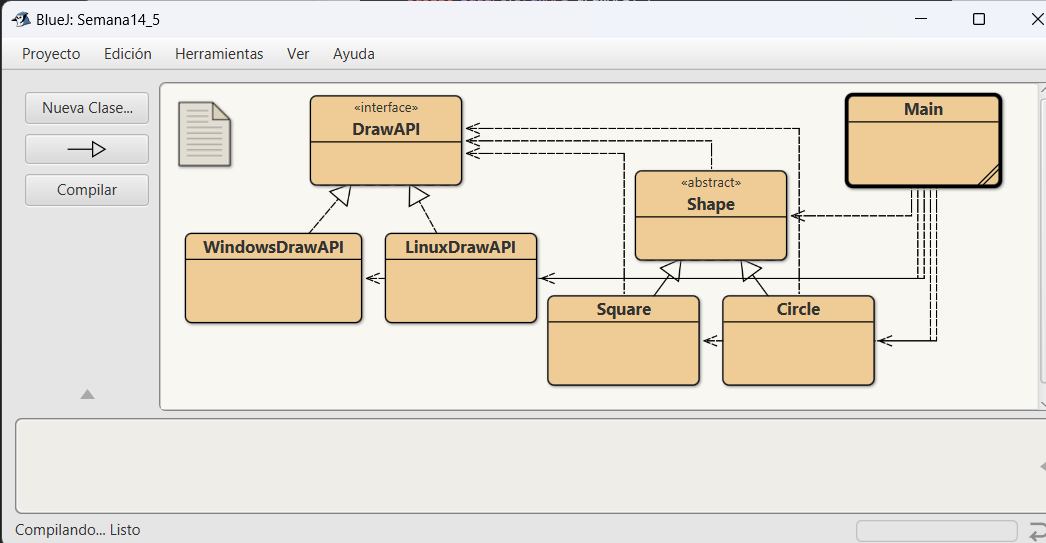 BlueJ: Semana14_5
Proyecto Edición Herramientas Ver Ayuda
Nueva Clase...
Compilar
«interface»
DrawAPI
Main
«abstract»
Shape
WindowsDrawAPI
LinuxDrawAPI
Square
Circle
Compilando... Listo